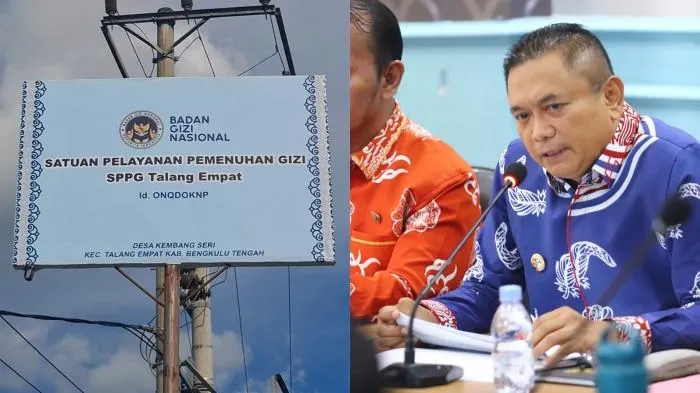 BADAN
GIZI
NASIONAL
SATUAN PELAYANAN PEMENUHAN GIZI
SPPG Talang Empat
Id. ONQDOKNP
DESA KEMBANG SERI
KEC. TALANG EMPAT KAB. BENGKULU TENGAH